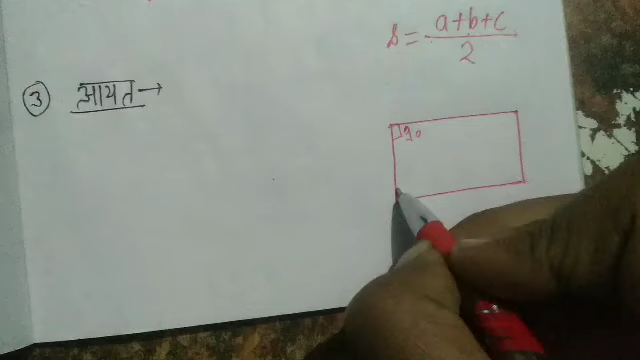 s = a+b+c / 2
③ आयत →
90